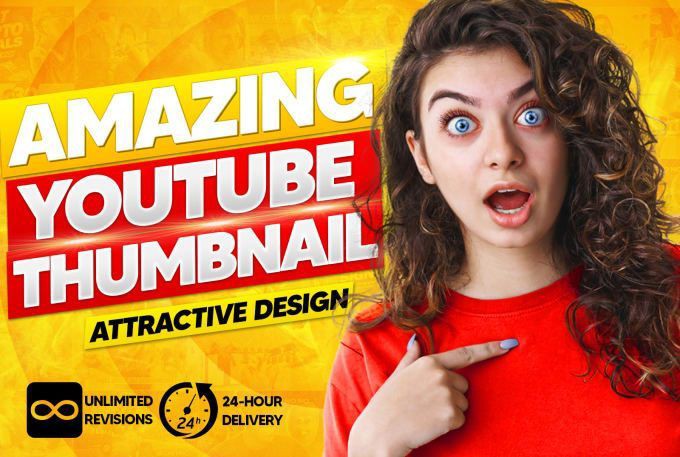 AMAZING
YOUTUBE
THUMBNAIL
ATTRACTIVE DESIGN
UNLIMITED
REVISIONS
24h
24-HOUR
DELIVERY